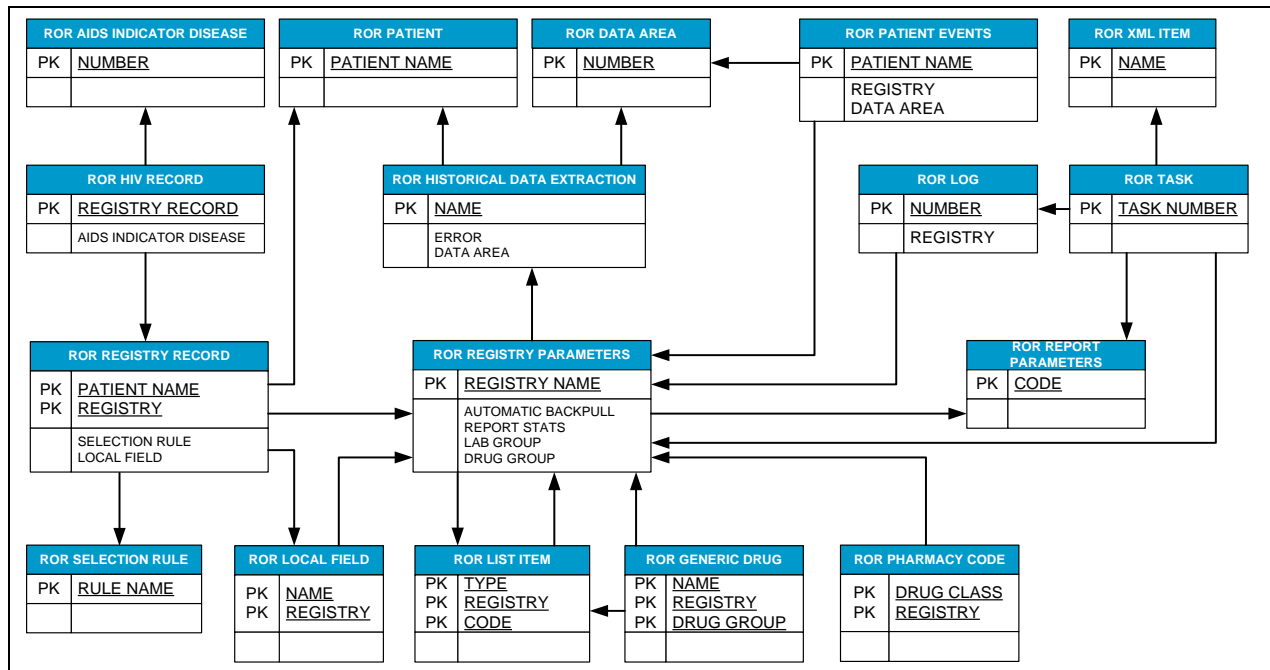 ROR AIDS INDICATOR DISEASE
PK NUMBER
ROR PATIENT
PK PATIENT NAME
ROR DATA AREA
PK NUMBER
ROR PATIENT EVENTS
PK PATIENT NAME
REGISTRY
DATA AREA
ROR XML ITEM
PK NAME
ROR HIV RECORD
PK REGISTRY RECORD
AIDS INDICATOR DISEASE
ROR HISTORICAL DATA EXTRACTION
PK NAME
ERROR
DATA AREA
ROR LOG
PK NUMBER
REGISTRY
ROR TASK
PK TASK NUMBER
ROR REGISTRY RECORD
PK PATIENT NAME
PK REGISTRY
SELECTION RULE
LOCAL FIELD
ROR REGISTRY PARAMETERS
PK REGISTRY NAME
AUTOMATIC BACKPULL
REPORT STATS
LAB GROUP
DRUG GROUP
ROR REPORT
PARAMETERS
PK CODE
ROR SELECTION RULE
PK RULE NAME
ROR LOCAL FIELD
PK NAME
PK REGISTRY
ROR LIST ITEM
PK TYPE
PK REGISTRY
PK CODE
ROR GENERIC DRUG
PK NAME
PK REGISTRY
PK DRUG GROUP
ROR PHARMACY CODE
PK DRUG CLASS
PK REGISTRY